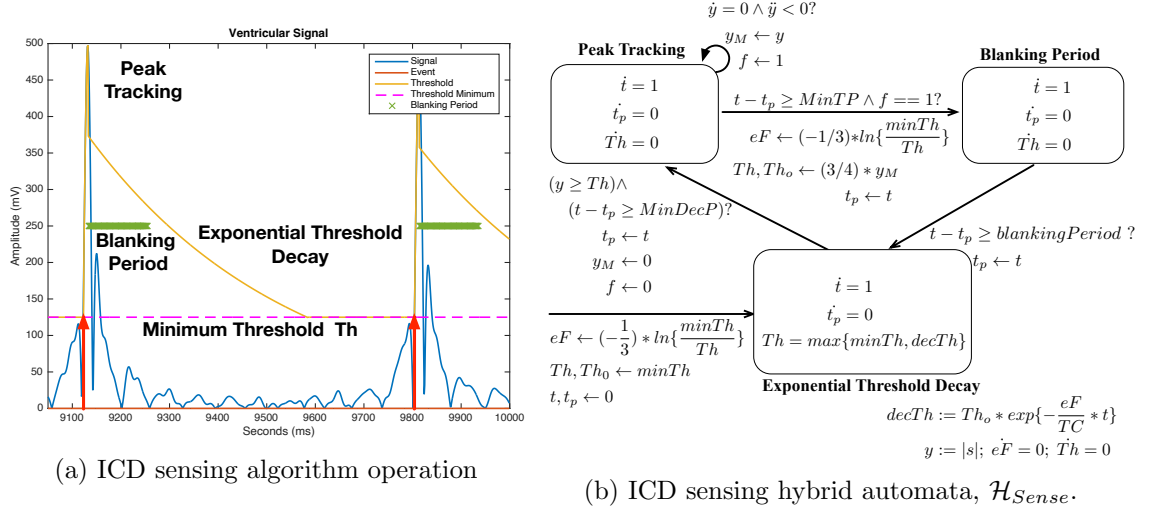 Ventricular Signal
500
450
400
350
300
250
200
150
100
50
0
Amplitude (mV)
Peak
Tracking
Signal
Event
Threshold
Threshold Minimum
Blanking Period
Blanking
Period
Exponential Threshold
Decay
Minimum Threshold Th
9100 9200 9300 9400 9500 9600 9700 9800 9900 10000
Seconds (ms)
(a) ICD sensing algorithm operation
ẏ = 0 ∧ ÿ < 0?
y_M ← y
f ← 1
Peak Tracking
ṫ = 1
ṫ_p = 0
Ṫh = 0
t − t_p ≥ MinTP ∧ f == 1?
eF ← (−1/3)*ln{minTh/Th}
Th, Th_o ← (3/4) * y_M
t_p ← t
Blanking Period
ṫ = 1
ṫ_p = 0
Ṫh = 0
(y ≥ Th)∧
(t − t_p ≥ MinDecP)?
t_p ← t
y_M ← 0
f ← 0
t − t_p ≥ blankingPeriod ?
t_p ← t
ṫ = 1
ṫ_p = 0
Th = max{minTh, decTh}
Exponential Threshold Decay
eF ← (−1/3) * ln{minTh/Th}
Th, Th_0 ← minTh
t, t_p ← 0
decTh := Th_o * exp{−eF/TC * t}
y := |s|; ėF = 0; Ṫh = 0
(b) ICD sensing hybrid automata, ℋ_Sense.